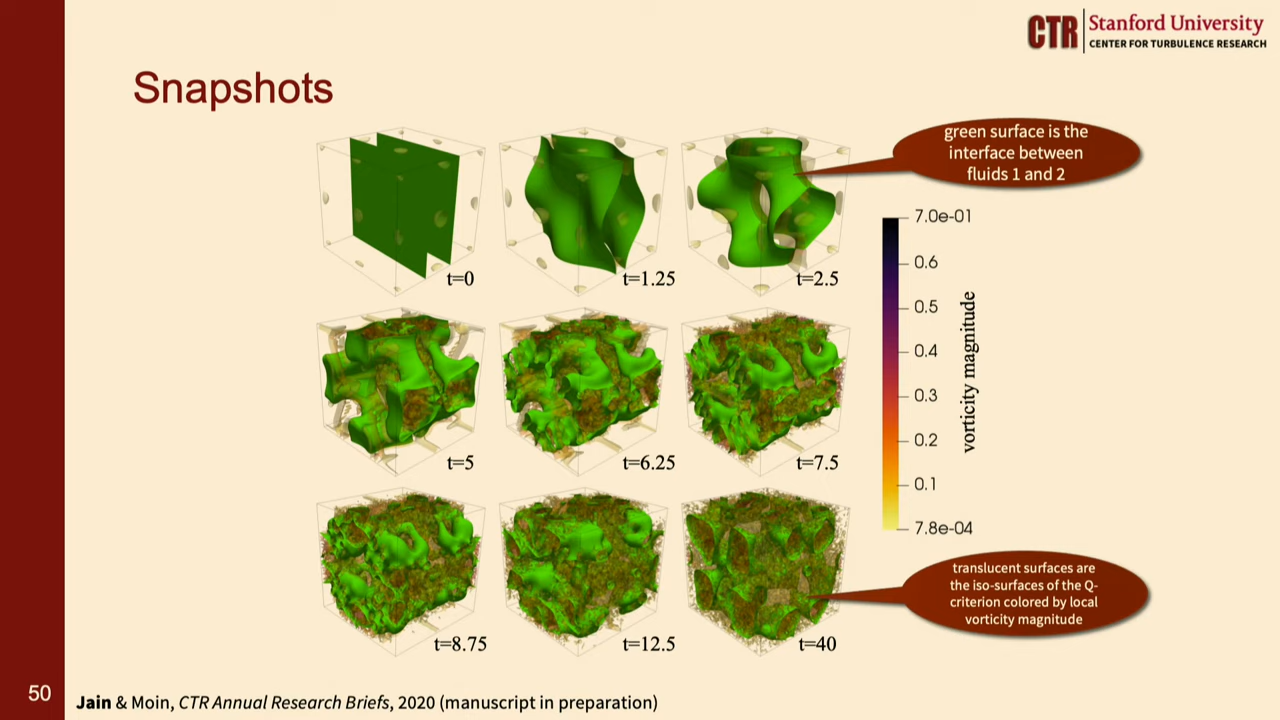 CTR
Stanford University
CENTER FOR TURBULENCE RESEARCH
Snapshots
green surface is the
interface between
fluids 1 and 2
t=0
t=1.25
t=2.5
7.0e-01
0.6
0.5
0.4
0.3
0.2
0.1
7.8e-04
vorticity magnitude
t=5
t=6.25
t=7.5
translucent surfaces are
the iso-surfaces of the Q-
criterion colored by local
vorticity magnitude
t=8.75
t=12.5
t=40
50
Jain & Moin, CTR Annual Research Briefs, 2020 (manuscript in preparation)